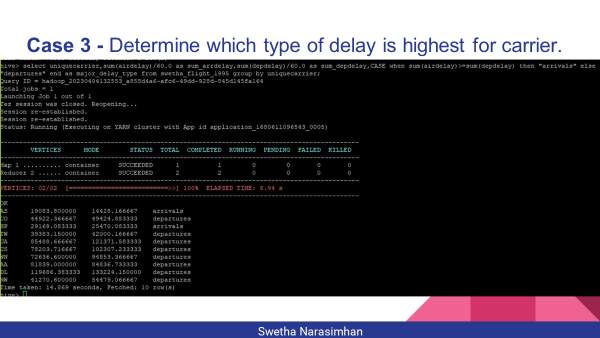 Case 3 - Determine which type of delay is highest for carrier.
hive> select uniquecarrier,sum(airdelay)/60.0 as sum_arrdelay,sum(depdelay)/60.0 as sum_depdelay,CASE when sum(airdelay)>=sum(depdelay) then "arrivals" else
"departures" end as major_delay_type from swetha_flight_1995 group by uniquecarrier;
Query ID = hadoop_20230404132553_a855d4a6-afc6-49dd-928d-845d145fa164
Total jobs = 1
Launching Job 1 out of 1
Tez session was closed. Reopening...
Session re-established.
Session re-established.
Status: Running (Executing on YARN cluster with App id application_1680611096543_0005)
VERTICES MODE STATUS TOTAL COMPLETED RUNNING PENDING FAILED KILLED
Map 1 .......... container SUCCEEDED 1 1 0 0 0 0
Reducer 2 ...... container SUCCEEDED 2 2 0 0 0 0
VERTICES: 02/02 [==========================>>] 100% ELAPSED TIME: 8.94 s
OK
AS 19083.800000 14428.166667 arrivals
CO 44922.366667 49424.883333 departures
HP 29169.083333 25470.083333 arrivals
TW 39383.150000 42000.166667 departures
UA 85488.666667 121371.583333 departures
US 78203.716667 102307.233333 departures
WN 72636.600000 94853.366667 departures
AA 81839.000000 84836.733333 departures
DL 119686.383333 133224.150000 departures
NW 41270.600000 54479.066667 departures
Time taken: 14.869 seconds, Fetched: 10 row(s)
hive>
Swetha Narasimhan